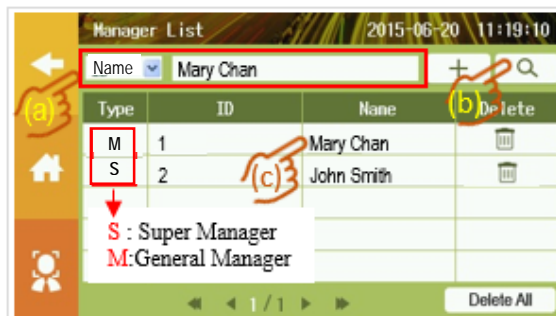 Manager List 2015-06-20 11:19:10
Name Mary Chan +
(a) (b)
Type ID Name Delete
M 1 Mary Chan
S 2 John Smith
(c)
S : Super Manager
M:General Manager
1/1 Delete All